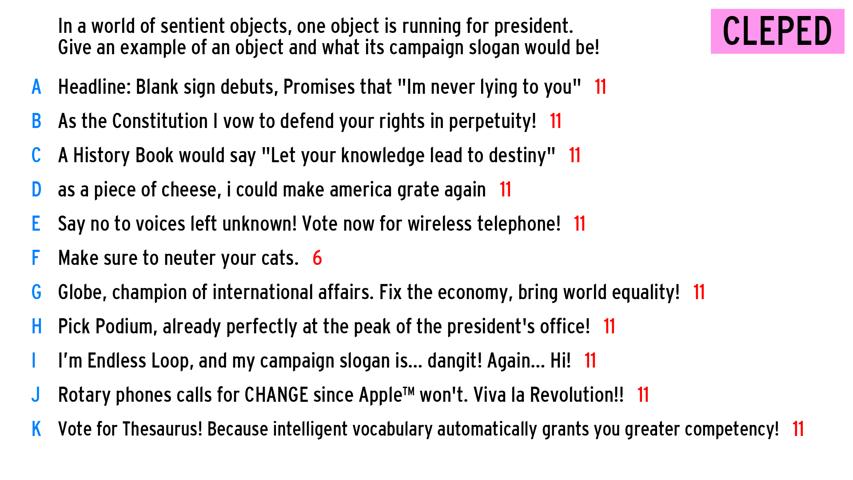 In a world of sentient objects, one object is running for president.
Give an example of an object and what its campaign slogan would be!
CLEPED
A Headline: Blank sign debuts, Promises that "Im never lying to you" 11
B As the Constitution I vow to defend your rights in perpetuity! 11
C A History Book would say "Let your knowledge lead to destiny" 11
D as a piece of cheese, i could make america grate again 11
E Say no to voices left unknown! Vote now for wireless telephone! 11
F Make sure to neuter your cats. 6
G Globe, champion of international affairs. Fix the economy, bring world equality! 11
H Pick Podium, already perfectly at the peak of the president's office! 11
I I'm Endless Loop, and my campaign slogan is... dangit! Again... Hi! 11
J Rotary phones calls for CHANGE since Apple™ won't. Viva la Revolution!! 11
K Vote for Thesaurus! Because intelligent vocabulary automatically grants you greater competency! 11